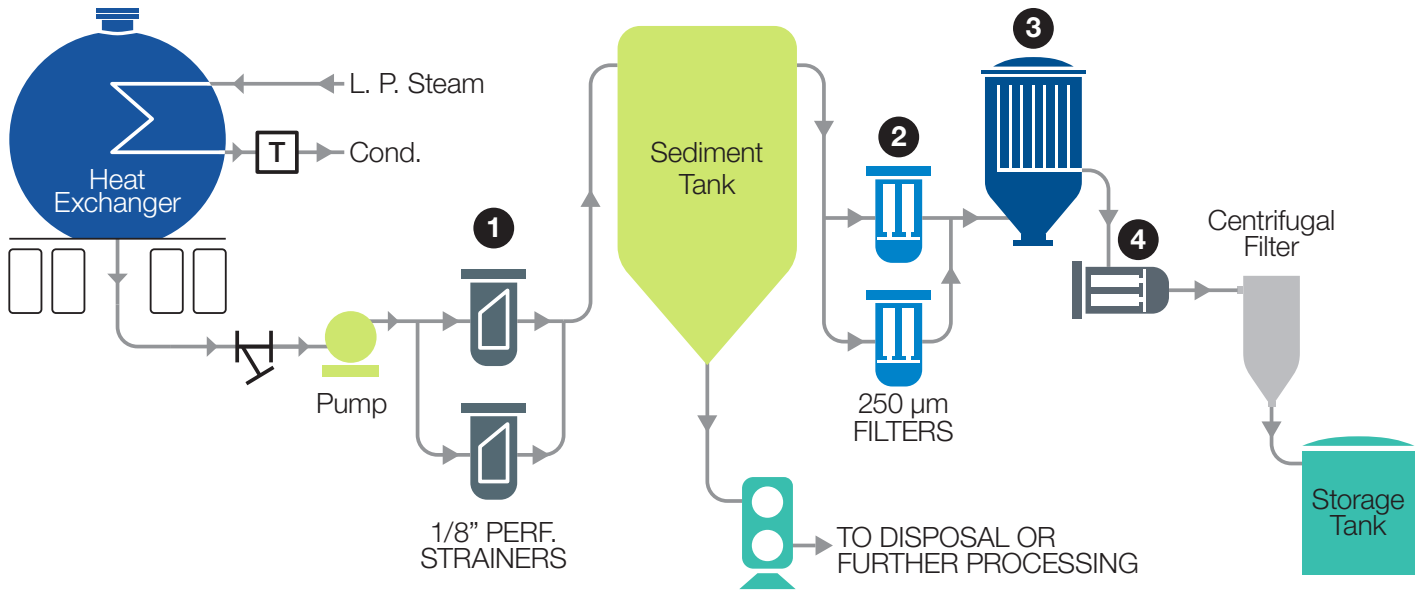 L. P. Steam
T
Cond.
Heat
Exchanger
1
Pump
1/8” PERF.
STRAINERS
Sediment
Tank
2
250 µm
FILTERS
3
4
Centrifugal
Filter
Storage
Tank
TO DISPOSAL OR
FURTHER PROCESSING